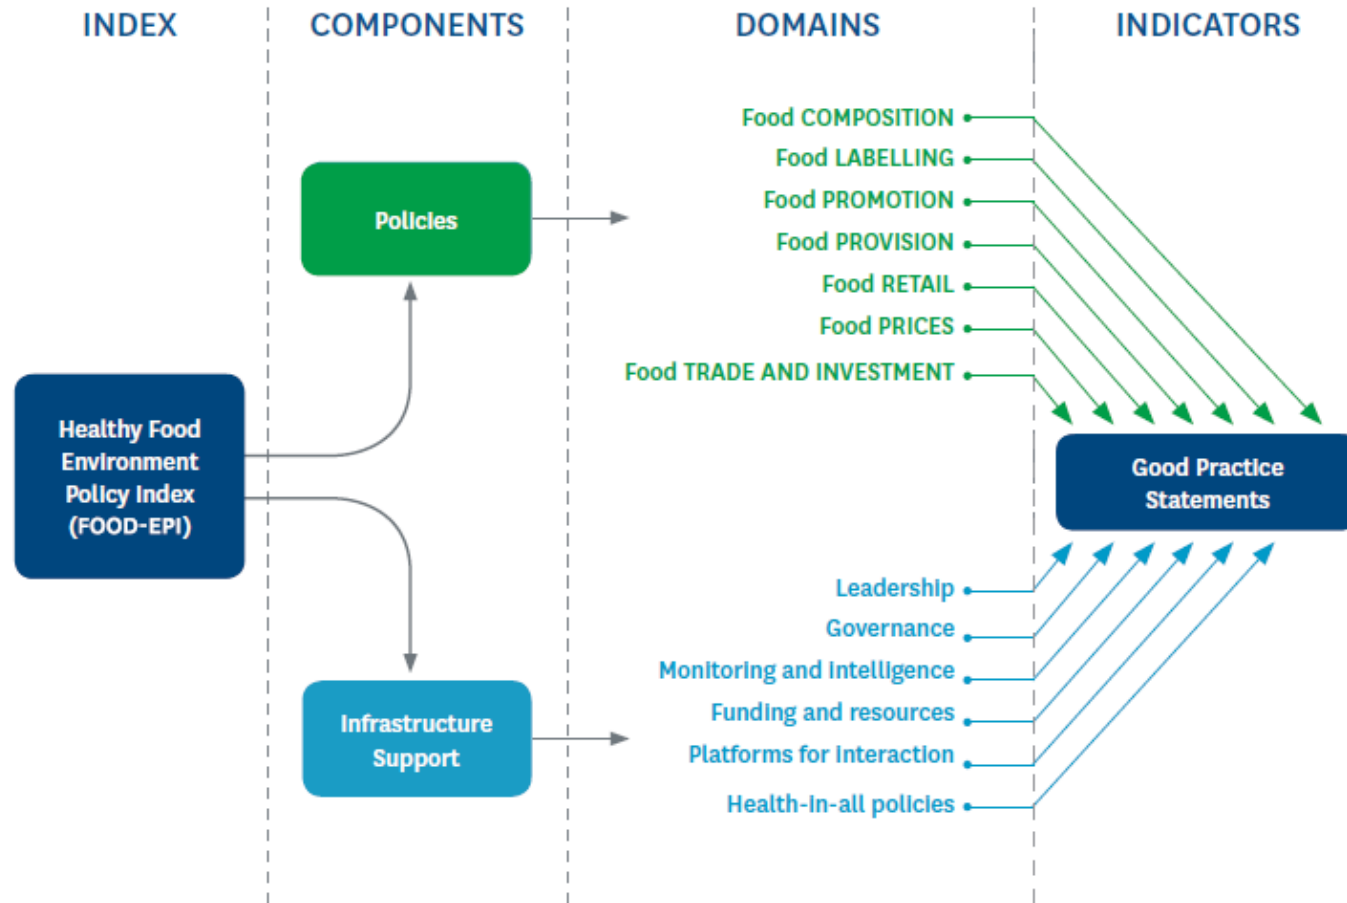 INDEX
COMPONENTS
DOMAINS
INDICATORS
Food COMPOSITION
Food LABELLING
Food PROMOTION
Food PROVISION
Food RETAIL
Food PRICES
Food TRADE AND INVESTMENT
Policies
Healthy Food
Environment
Policy Index
(FOOD-EPI)
Good Practice
Statements
Infrastructure
Support
Leadership
Governance
Monitoring and intelligence
Funding and resources
Platforms for interaction
Health-in-all policies